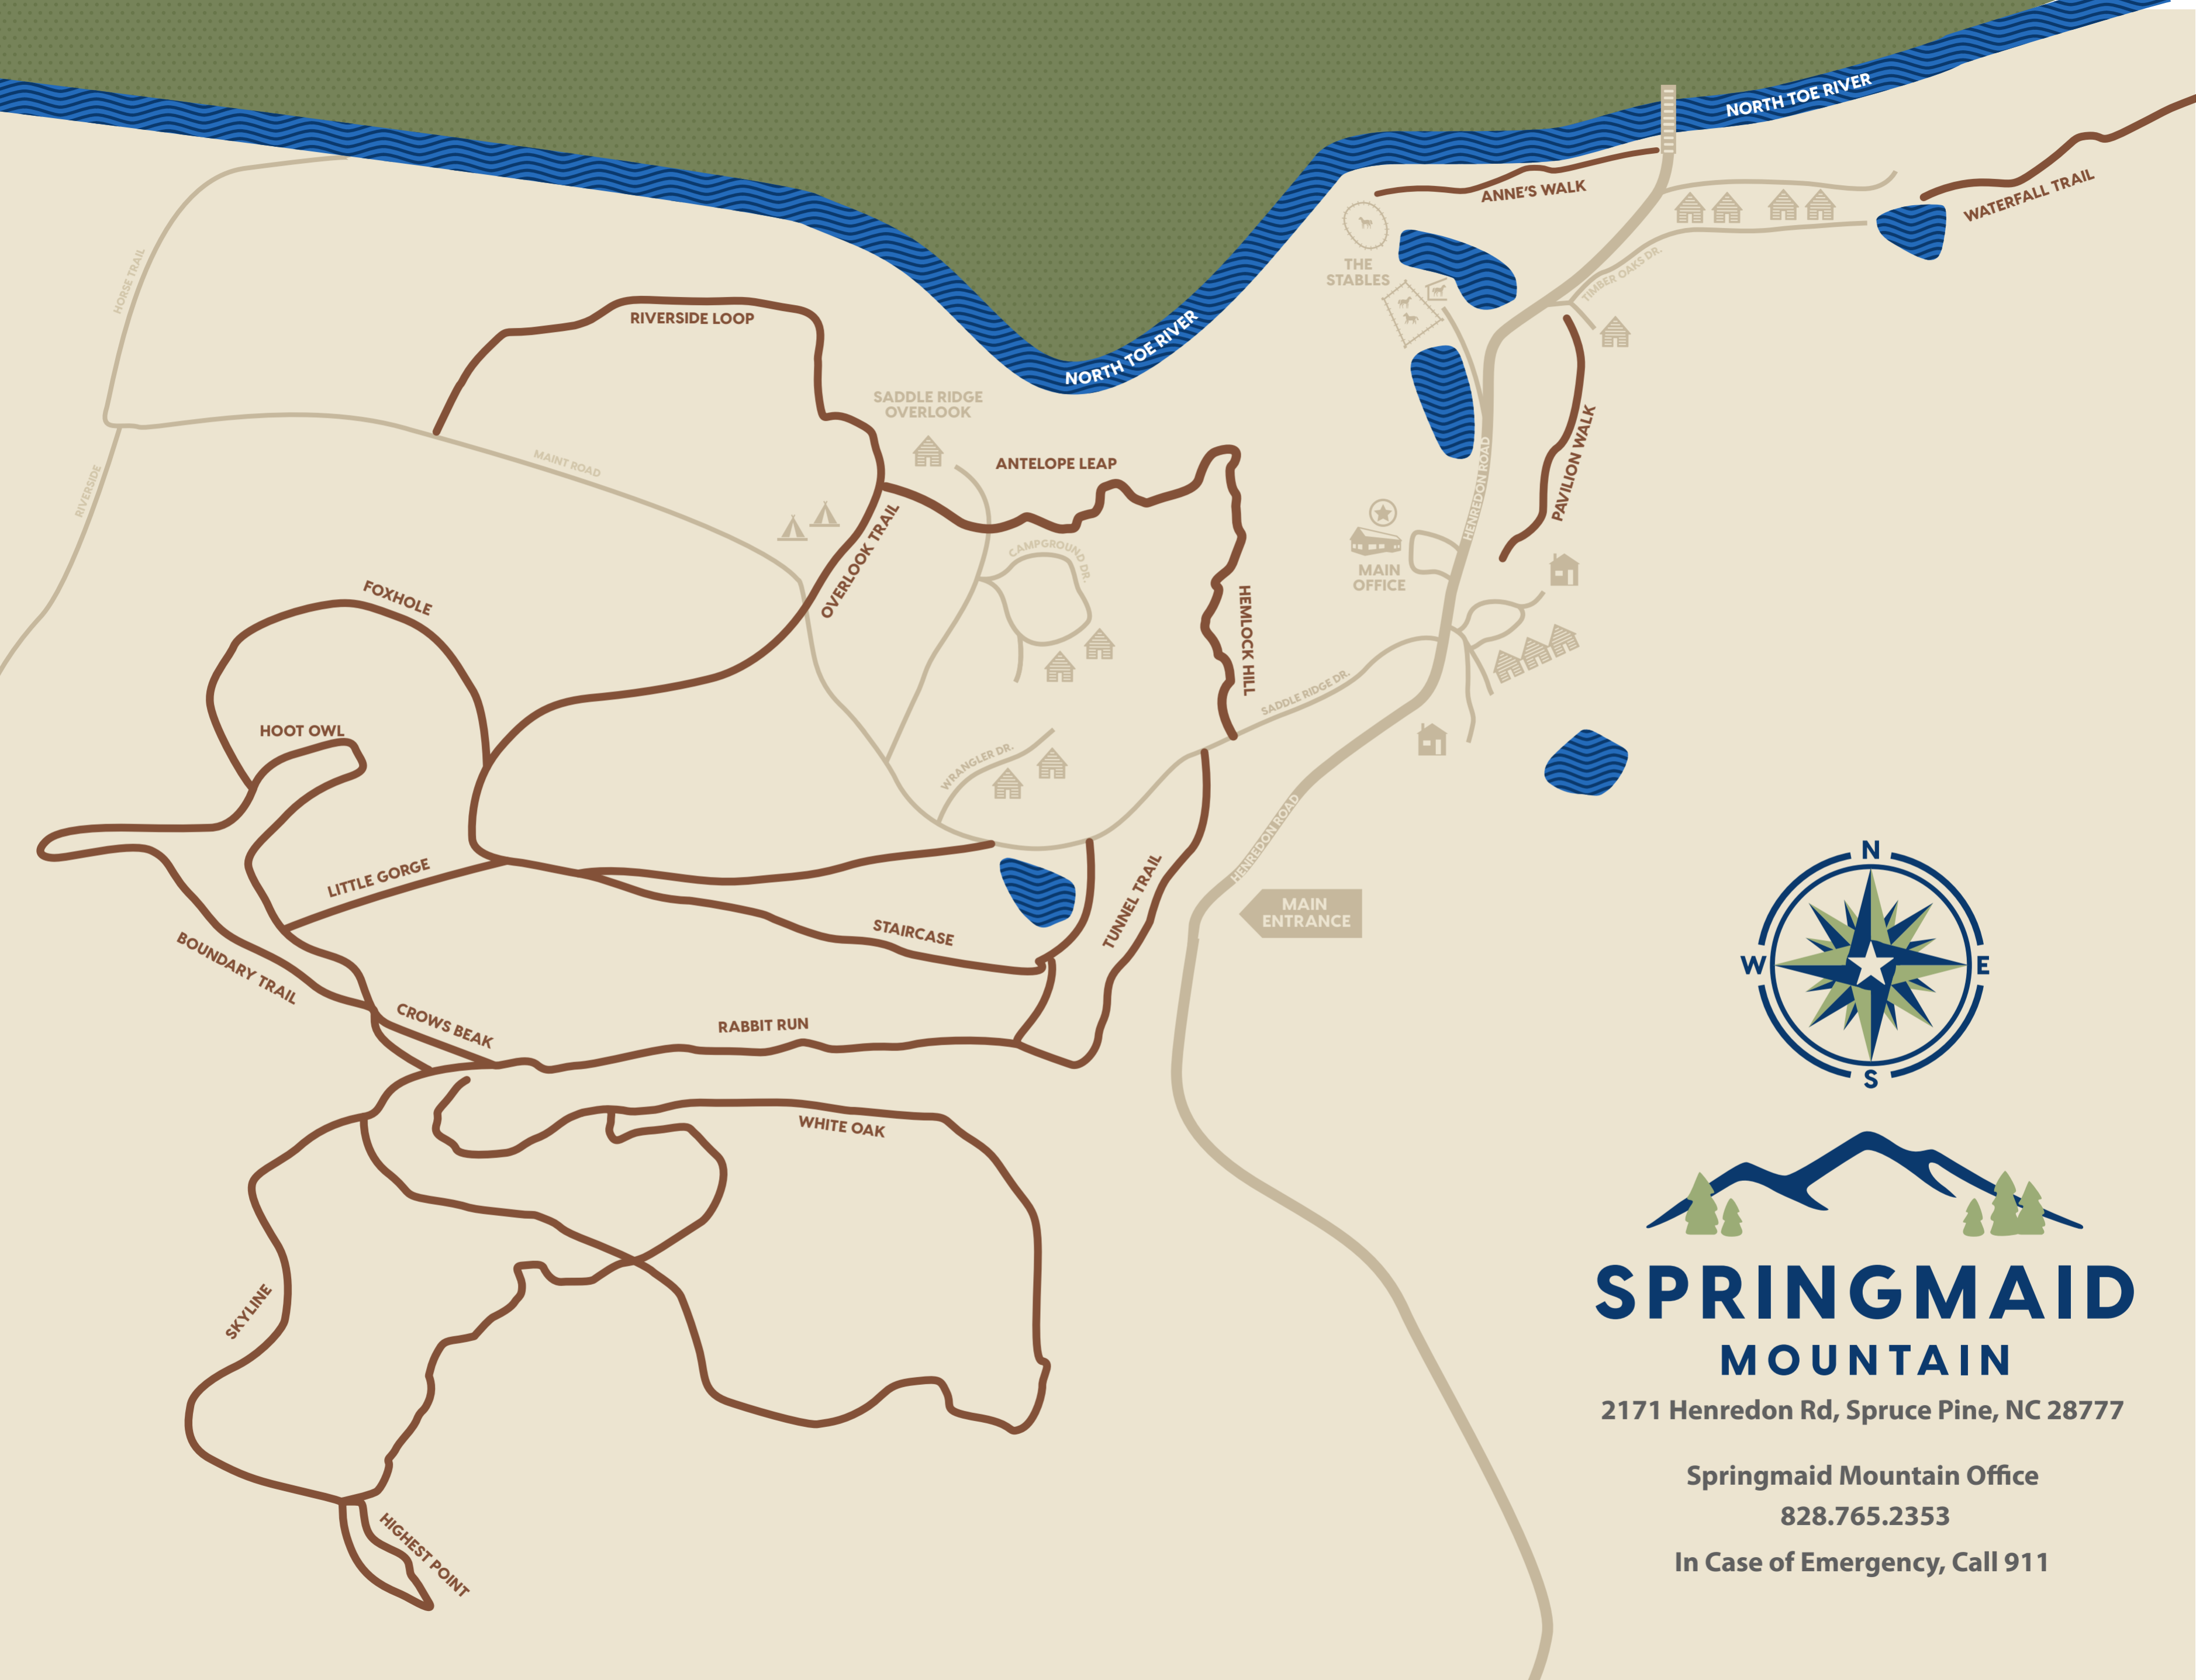 NORTH TOE RIVER
WATERFALL TRAIL
ANNE'S WALK
THE
STABLES
TIMBER OAKS DR.
HORSE TRAIL
RIVERSIDE LOOP
NORTH TOE RIVER
SADDLE RIDGE
OVERLOOK
MAINT ROAD
RIVERSIDE
ANTELOPE LEAP
HENREDON ROAD
PAVILION WALK
OVERLOOK TRAIL
CAMPGROUND DR.
MAIN
OFFICE
FOXHOLE
HEMLOCK HILL
SADDLE RIDGE DR.
HOOT OWL
WRANGLER DR.
HENREDON ROAD
LITTLE GORGE
STAIRCASE
TUNNEL TRAIL
MAIN
ENTRANCE
BOUNDARY TRAIL
CROWS BEAK
RABBIT RUN
WHITE OAK
SKYLINE
HIGHEST POINT
N
W
E
S
SPRINGMAID
MOUNTAIN
2171 Henredon Rd, Spruce Pine, NC 28777
Springmaid Mountain Office
828.765.2353
In Case of Emergency, Call 911